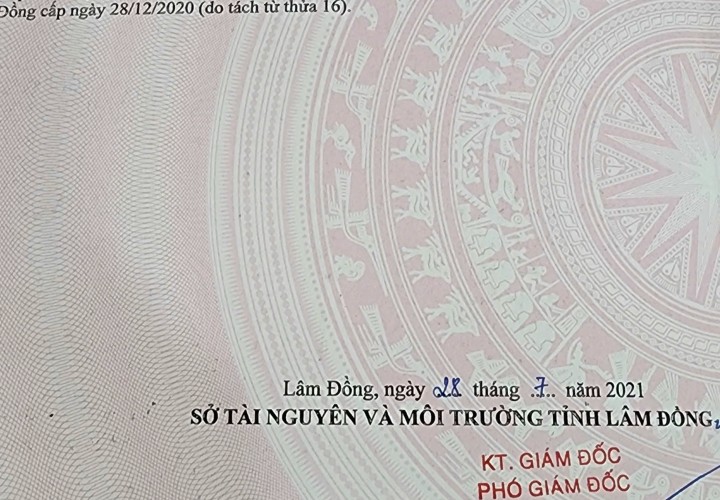 Đồng cấp ngày 28/12/2020 (do tách từ thửa 16).
Lâm Đồng, ngày 28 tháng ..7.. năm 2021
SỞ TÀI NGUYÊN VÀ MÔI TRƯỜNG TỈNH LÂM ĐỒNG
KT. GIÁM ĐỐC
PHÓ GIÁM ĐỐC